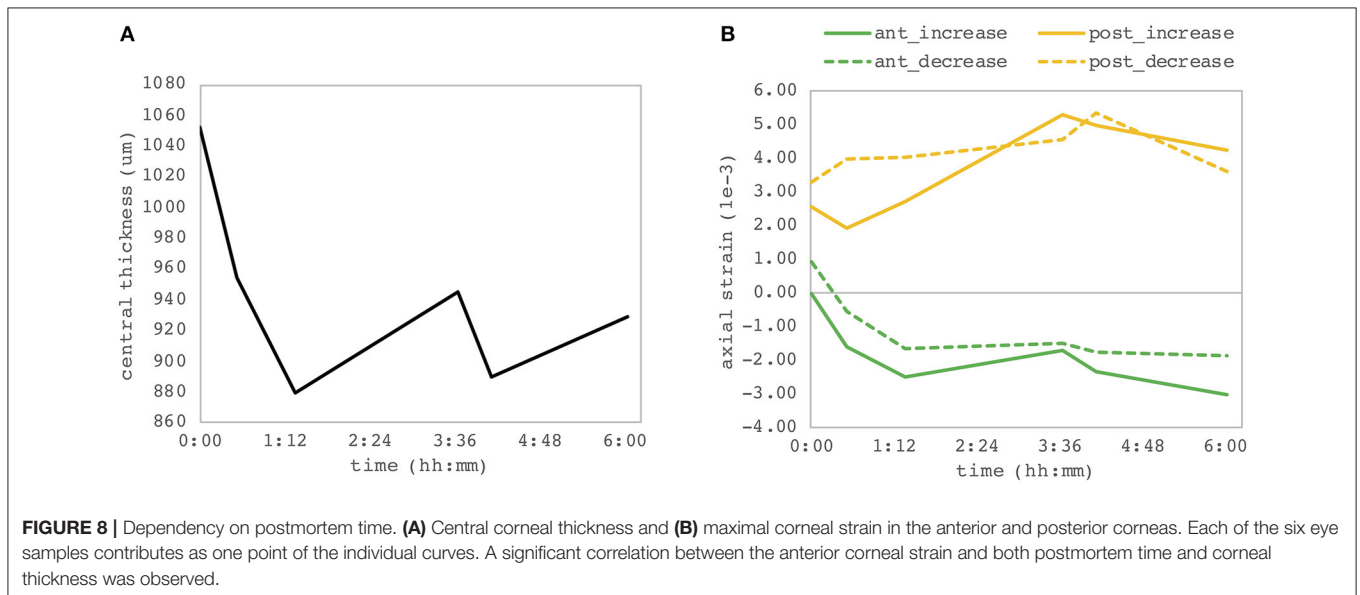 A
1080
1060
1040
1020
1000
980
960
940
920
900
880
860
central thickness (um)
0:00 1:12 2:24 3:36 4:48 6:00
time (hh:mm)
B
ant_increase post_increase
ant_decrease post_decrease
6.00
5.00
4.00
3.00
2.00
1.00
0.00
-1.00
-2.00
-3.00
-4.00
axial strain (1e-3)
0:00 1:12 2:24 3:36 4:48 6:00
time (hh:mm)
FIGURE 8 | Dependency on postmortem time. (A) Central corneal thickness and (B) maximal corneal strain in the anterior and posterior corneas. Each of the six eye
samples contributes as one point of the individual curves. A significant correlation between the anterior corneal strain and both postmortem time and corneal
thickness was observed.